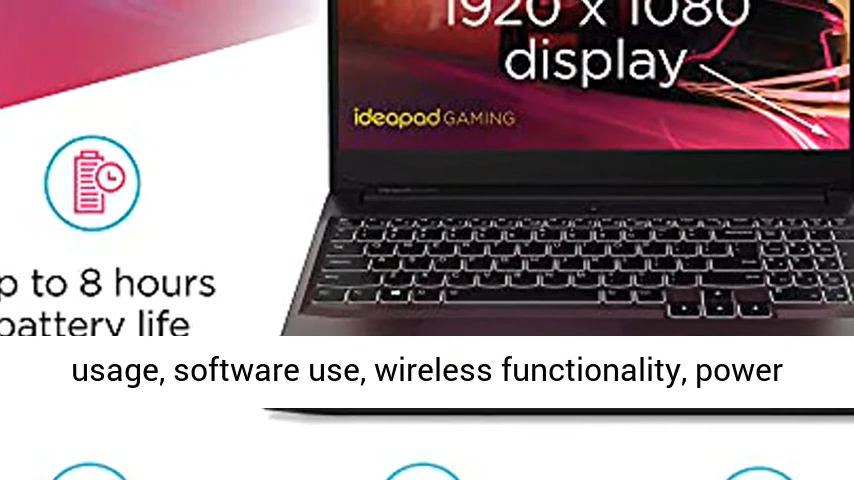 1920 x 1080
display
ideapad GAMING
p to 8 hours
battery life
usage, software use, wireless functionality, power